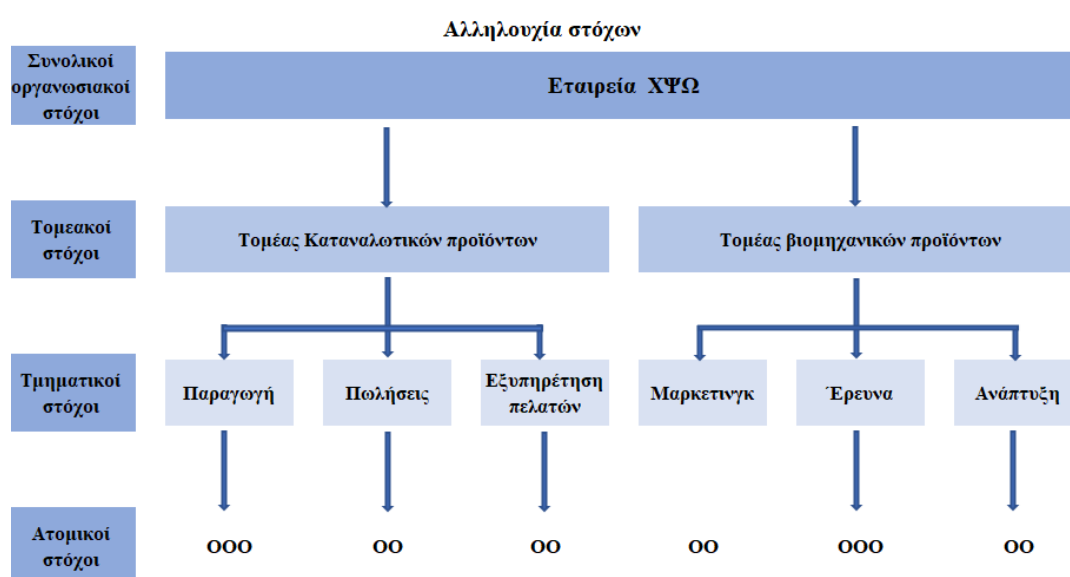 Αλληλουχία στόχων
Συνολικοί
οργανωσιακοί
στόχοι
Εταιρεία ΧΨΩ
Τομεακοί
στόχοι
Τομέας Καταναλωτικών προϊόντων
Τομέας βιομηχανικών προϊόντων
Τμηματικοί
στόχοι
Παραγωγή
Πωλήσεις
Εξυπηρέτηση
πελατών
Μαρκετινγκ
Έρευνα
Ανάπτυξη
Ατομικοί
στόχοι
ΟΟΟ
ΟΟ
ΟΟ
ΟΟ
ΟΟΟ
ΟΟ